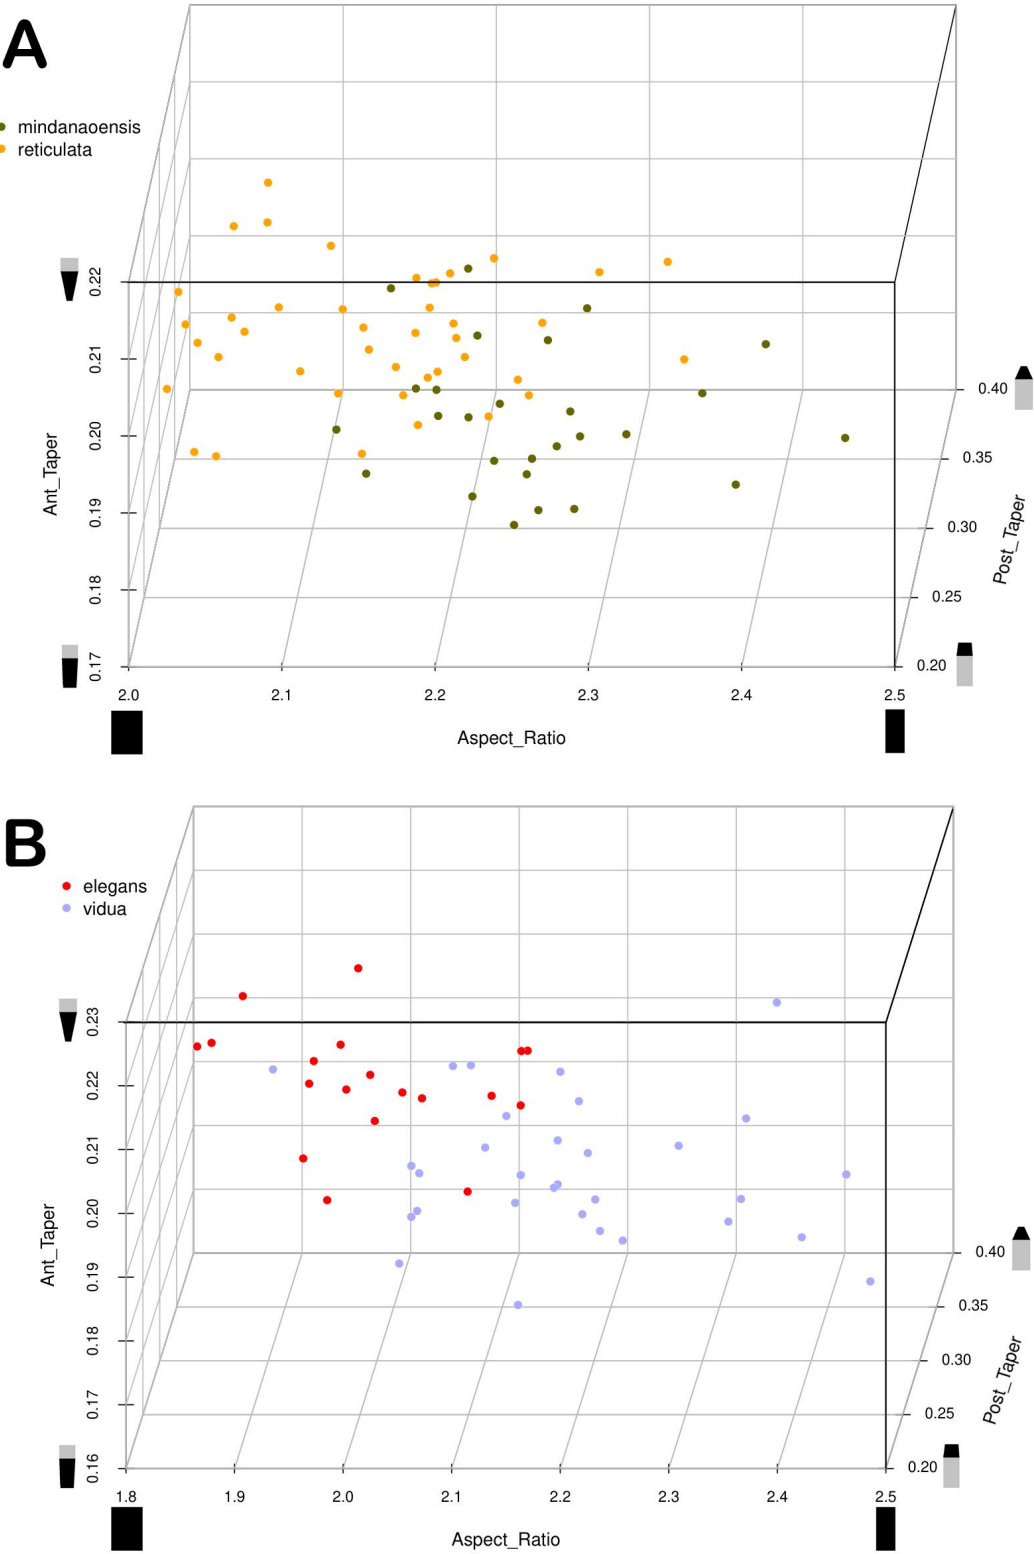 A
mindanaoensis
reticulata
0.22
0.21
0.20
0.19
0.18
0.17
Ant_Taper
2.0 2.1 2.2 2.3 2.4 2.5
Aspect_Ratio
0.40
0.35
0.30
0.25
0.20
Post_Taper
B
elegans
vidua
0.23
0.22
0.21
0.20
0.19
0.18
0.17
0.16
Ant_Taper
1.8 1.9 2.0 2.1 2.2 2.3 2.4 2.5
Aspect_Ratio
0.40
0.35
0.30
0.25
0.20
Post_Taper